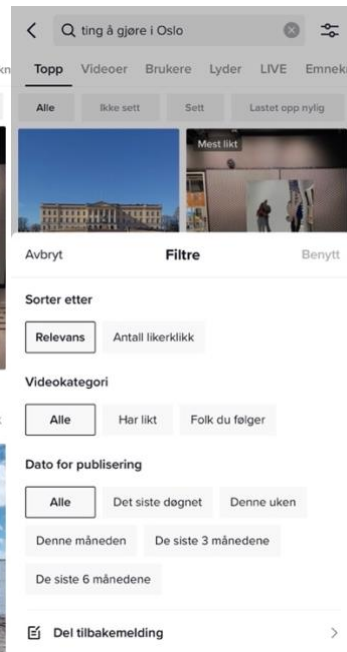 ting å gjøre i Oslo
kn Topp Videoer Brukere Lyder LIVE Emnekn
Alle Ikke sett Sett Lastet opp nylig
Mest likt
Avbryt Filtre Benytt
Sorter etter
Relevans Antall likerklikk
Videokategori
Alle Har likt Folk du følger
Dato for publisering
Alle Det siste døgnet Denne uken
Denne måneden De siste 3 månedene
De siste 6 månedene
Del tilbakemelding